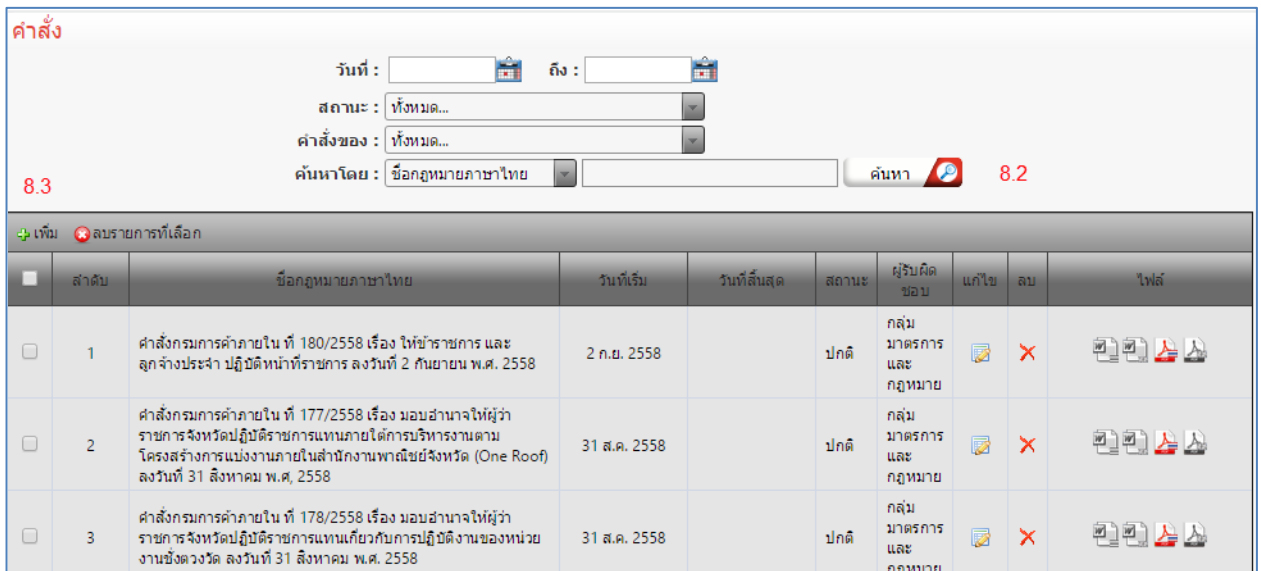 คำสั่ง
วันที่ : ถึง :
สถานะ : ทั้งหมด...
คำสั่งของ : ทั้งหมด...
ค้นหาโดย : ชื่อกฎหมายภาษาไทย ค้นหา 8.2
8.3
เพิ่ม ลบรายการที่เลือก
ลำดับ ชื่อกฎหมายภาษาไทย วันที่เริ่ม วันที่สิ้นสุด สถานะ ผู้รับผิด
ชอบ แก้ไข ลบ ไฟล์
1 คำสั่งกรมการค้าภายใน ที่ 180/2558 เรื่อง ให้ข้าราชการ และ
ลูกจ้างประจำ ปฏิบัติหน้าที่ราชการ ลงวันที่ 2 กันยายน พ.ศ. 2558
2 ก.ย. 2558 ปกติ
กลุ่ม
มาตรการ
และ
กฎหมาย
2 คำสั่งกรมการค้าภายใน ที่ 177/2558 เรื่อง มอบอำนาจให้ผู้ว่า
ราชการจังหวัดปฏิบัติราชการแทนภายใต้การบริหารงานตาม
โครงสร้างการแบ่งงานภายในสำนักงานพาณิชย์จังหวัด (One Roof)
ลงวันที่ 31 สิงหาคม พ.ศ, 2558
31 ส.ค. 2558 ปกติ
กลุ่ม
มาตรการ
และ
กฎหมาย
3 คำสั่งกรมการค้าภายใน ที่ 178/2558 เรื่อง มอบอำนาจให้ผู้ว่า
ราชการจังหวัดปฏิบัติราชการแทนเกี่ยวกับการปฏิบัติงานของหน่วย
งานชั่งตวงวัด ลงวันที่ 31 สิงหาคม พ.ศ. 2558
31 ส.ค. 2558 ปกติ
กลุ่ม
มาตรการ
และ
กฎหมาย